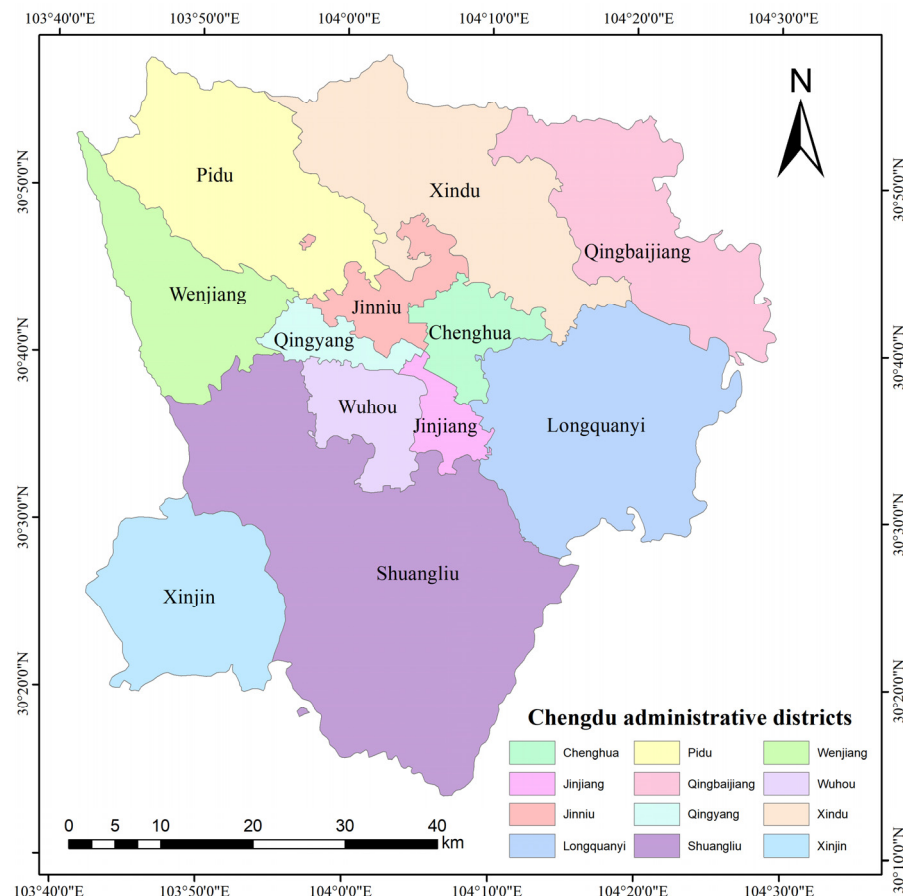 103°40'0"E 103°50'0"E 104°0'0"E 104°10'0"E 104°20'0"E 104°30'0"E
N
30°50'0"N
30°50'0"N
Pidu
Xindu
Qingbaijiang
Wenjiang
Jinniu
Chenghua
Qingyang
30°40'0"N
30°40'0"N
Wuhou
Jinjiang
Longquanyi
30°30'0"N
30°30'0"N
Shuangliu
Xinjin
30°20'0"N
30°20'0"N
Chengdu administrative districts
Chenghua Pidu Wenjiang
Jinjiang Qingbaijiang Wuhou
Jinniu Qingyang Xindu
Longquanyi Shuangliu Xinjin
0 5 10 20 30 40
km
30°10'0"N
103°40'0"E 103°50'0"E 104°0'0"E 104°10'0"E 104°20'0"E 104°30'0"E